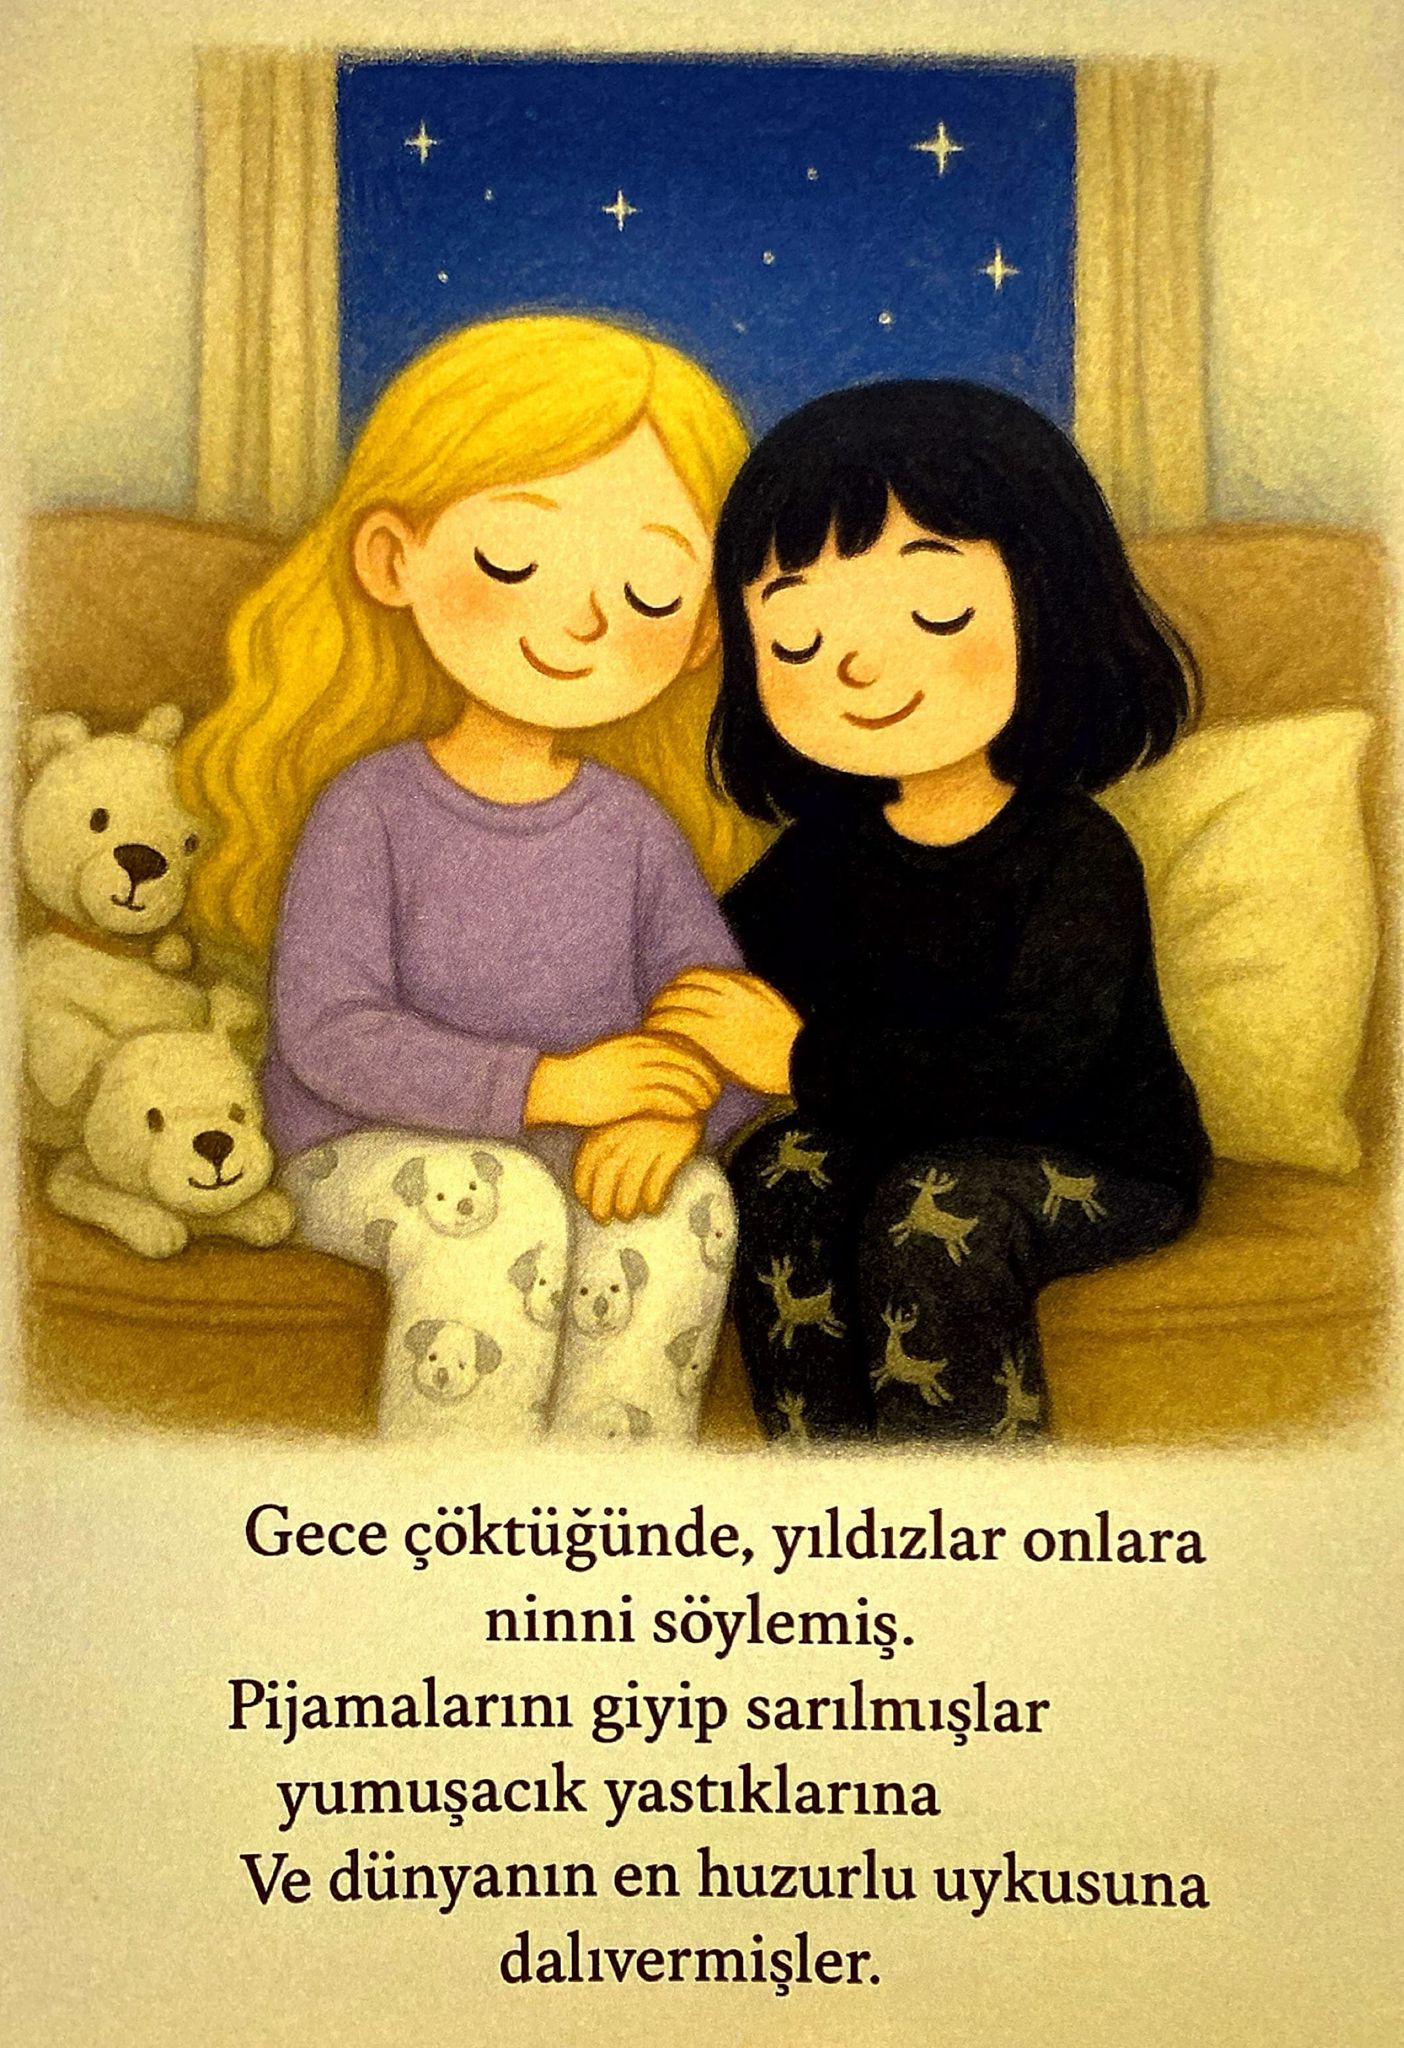 Gece çöktüğünde, yıldızlar onlara
ninni söylemiş.
Pijamalarını giyip sarılmışlar
yumuşacık yastıklarına
Ve dünyanın en huzurlu uykusuna
dalıvermişler.